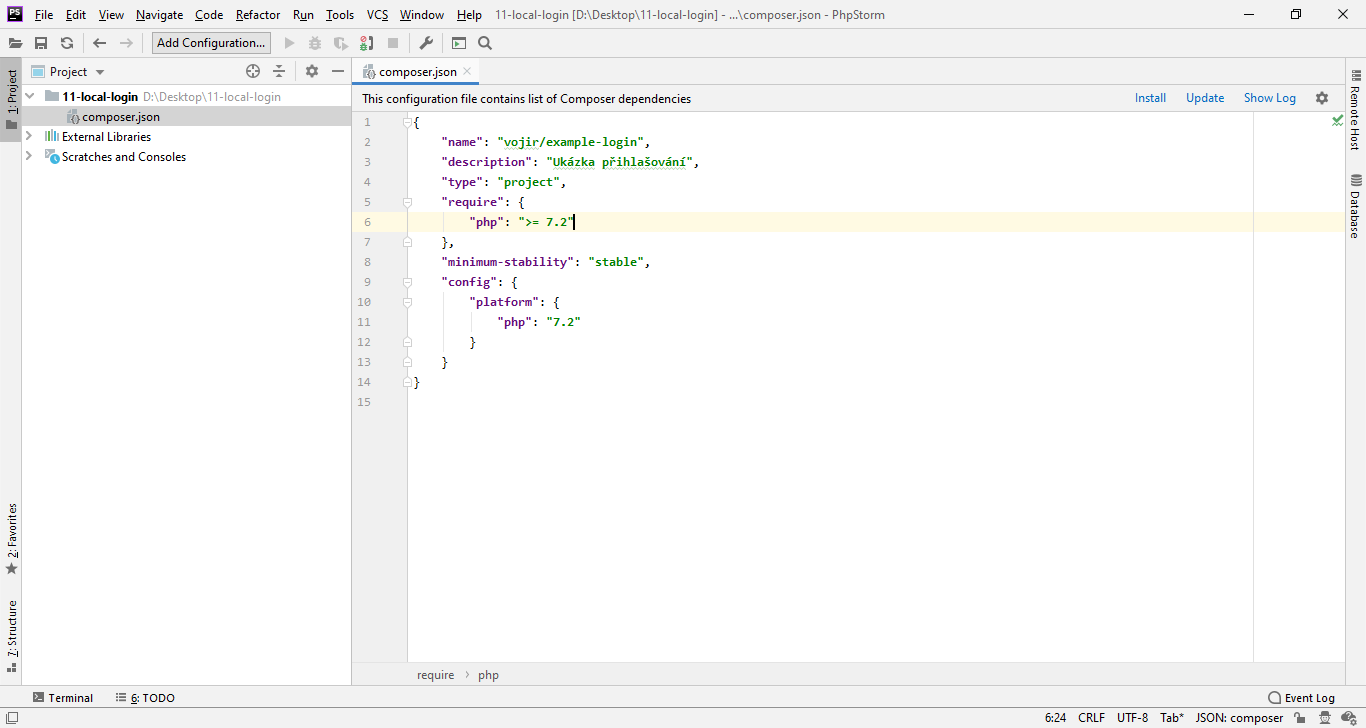 PS File Edit View Navigate Code Refactor Run Tools VCS Window Help 11-local-login [D:\Desktop\11-local-login] - ...\composer.json - PhpStorm
Add Configuration...
1: Project
Project
composer.json
11-local-login D:\Desktop\11-local-login
composer.json
External Libraries
Scratches and Consoles
This configuration file contains list of Composer dependencies Install Update Show Log
1 {
2 "name": "vojir/example-login",
3 "description": "Ukázka přihlašování",
4 "type": "project",
5 "require": {
6 "php": ">= 7.2"
7 },
8 "minimum-stability": "stable",
9 "config": {
10 "platform": {
11 "php": "7.2"
12 }
13 }
14 }
15
Remote Host
Database
2: Favorites
7: Structure
require > php
Terminal 6: TODO Event Log
6:24 CRLF UTF-8 Tab* JSON: composer